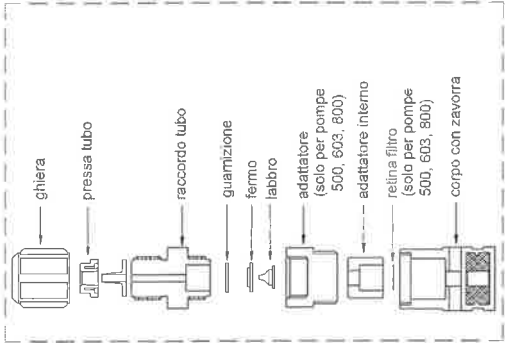 ghiera
pressa tubo
raccordo tubo
guarnizione
fermo
labbro
adattatore
(solo per pompe
500, 603, 800)
adattatore interno
retina filtro
(solo per pompe
500, 603, 800)
corpo con zavorra